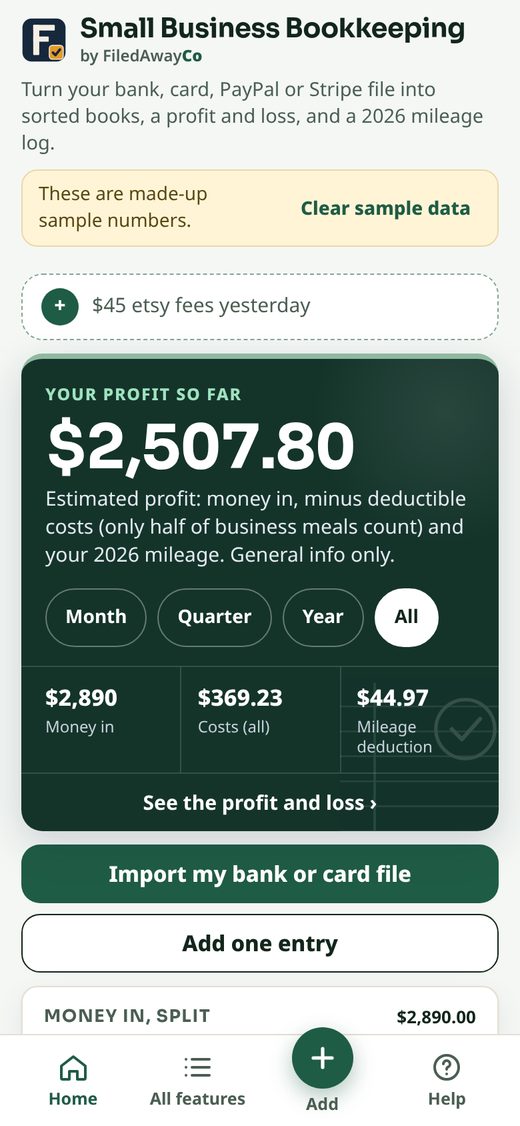 F
Small Business Bookkeeping
by FiledAwayCo
Turn your bank, card, PayPal or Stripe file into
sorted books, a profit and loss, and a 2026 mileage
log.
These are made-up
sample numbers.
Clear sample data
+ $45 etsy fees yesterday
YOUR PROFIT SO FAR
$2,507.80
Estimated profit: money in, minus deductible
costs (only half of business meals count) and
your 2026 mileage. General info only.
Month Quarter Year All
$2,890 $369.23 $44.97
Money in Costs (all) Mileage
deduction
See the profit and loss ›
Import my bank or card file
Add one entry
MONEY IN, SPLIT $2,890.00
Home All features Add Help